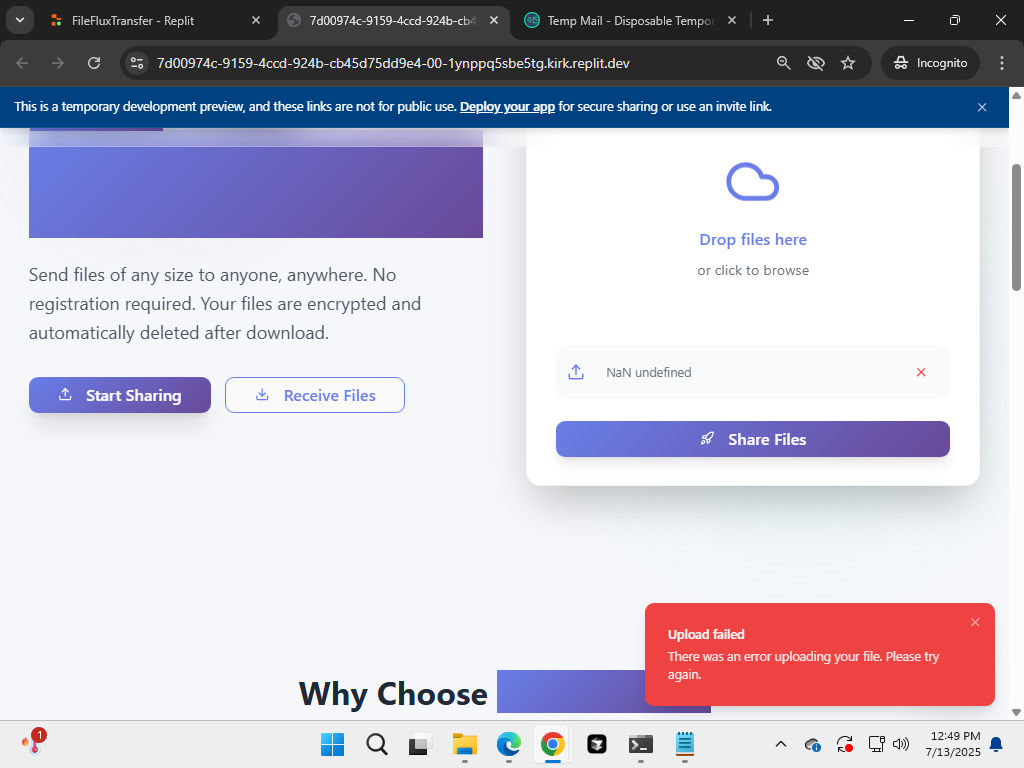 FileFluxTransfer - Replit
7d00974c-9159-4ccd-924b-cb4
Temp Mail - Disposable Tempor
7d00974c-9159-4ccd-924b-cb45d75dd9e4-00-1ynppq5sbe5tg.kirk.replit.dev
Incognito
This is a temporary development preview, and these links are not for public use. Deploy your app for secure sharing or use an invite link.
Drop files here
or click to browse
Send files of any size to anyone, anywhere. No
registration required. Your files are encrypted and
automatically deleted after download.
NaN undefined
Start Sharing
Receive Files
Share Files
Upload failed
There was an error uploading your file. Please try
again.
Why Choose
1
12:49 PM
7/13/2025